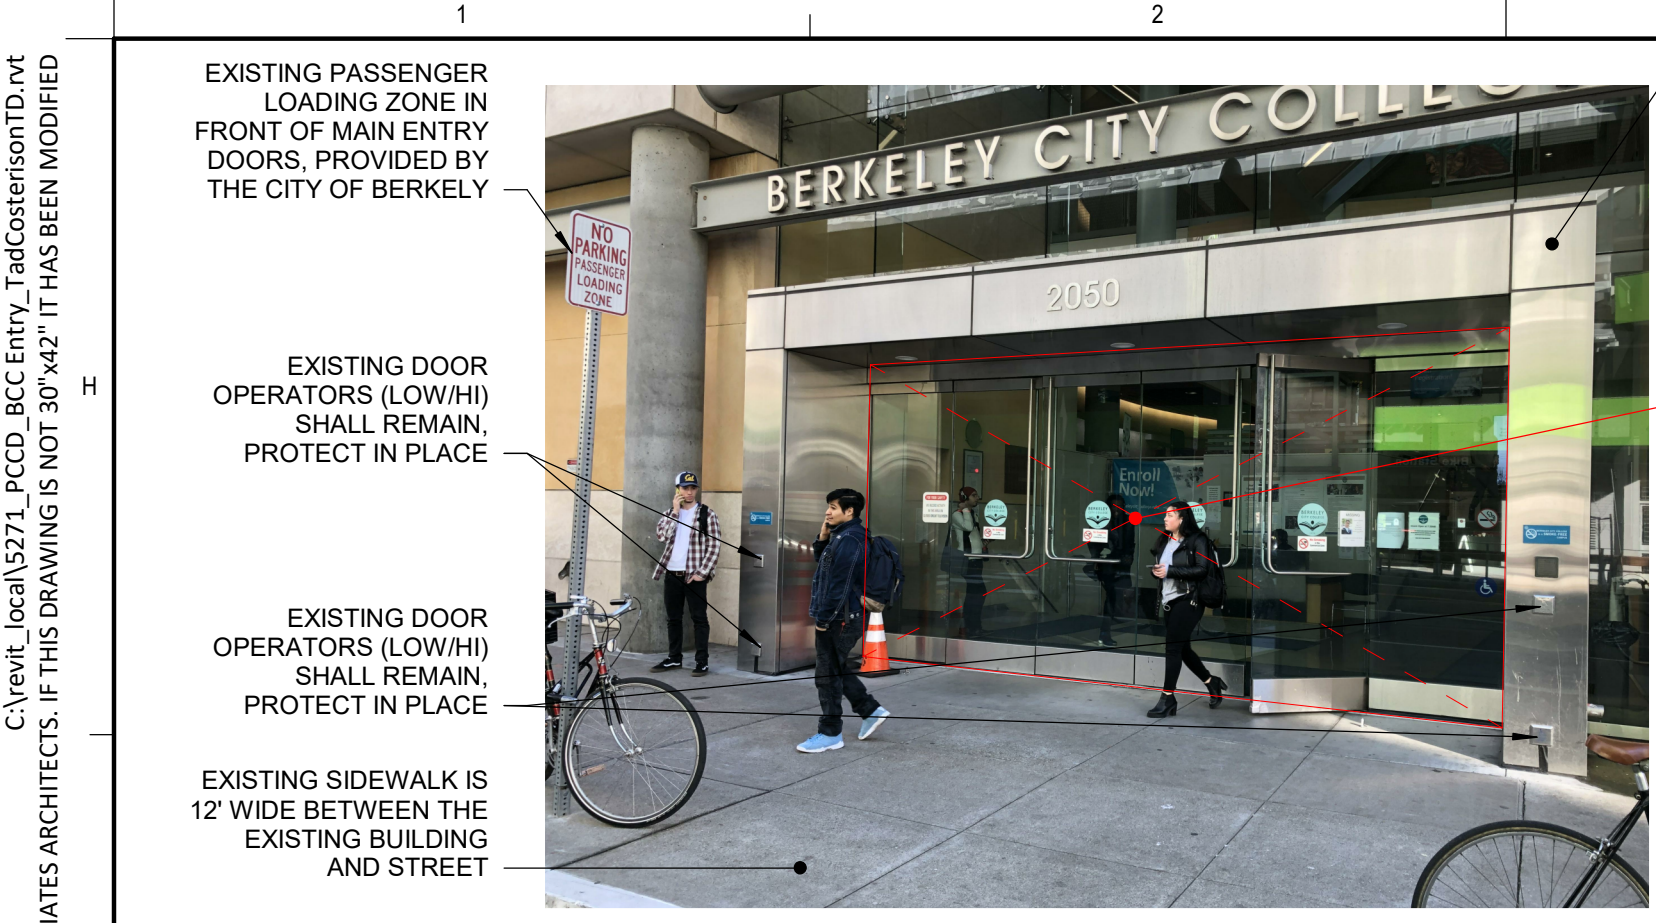 1
2
C:\revit_local\5271_PCCD_BCC Entry_TadCosterisonTD.rvt
IATES ARCHITECTS. IF THIS DRAWING IS NOT 30"x42" IT HAS BEEN MODIFIED
H
EXISTING PASSENGER
LOADING ZONE IN
FRONT OF MAIN ENTRY
DOORS, PROVIDED BY
THE CITY OF BERKELY
EXISTING DOOR
OPERATORS (LOW/HI)
SHALL REMAIN,
PROTECT IN PLACE
EXISTING DOOR
OPERATORS (LOW/HI)
SHALL REMAIN,
PROTECT IN PLACE
EXISTING SIDEWALK IS
12' WIDE BETWEEN THE
EXISTING BUILDING
AND STREET
BERKELEY CITY COLLEG
NO
PARKING
PASSENGER
LOADING
ZONE
2050
Enroll
Now!
Cal
BERKELEY
BERKELEY